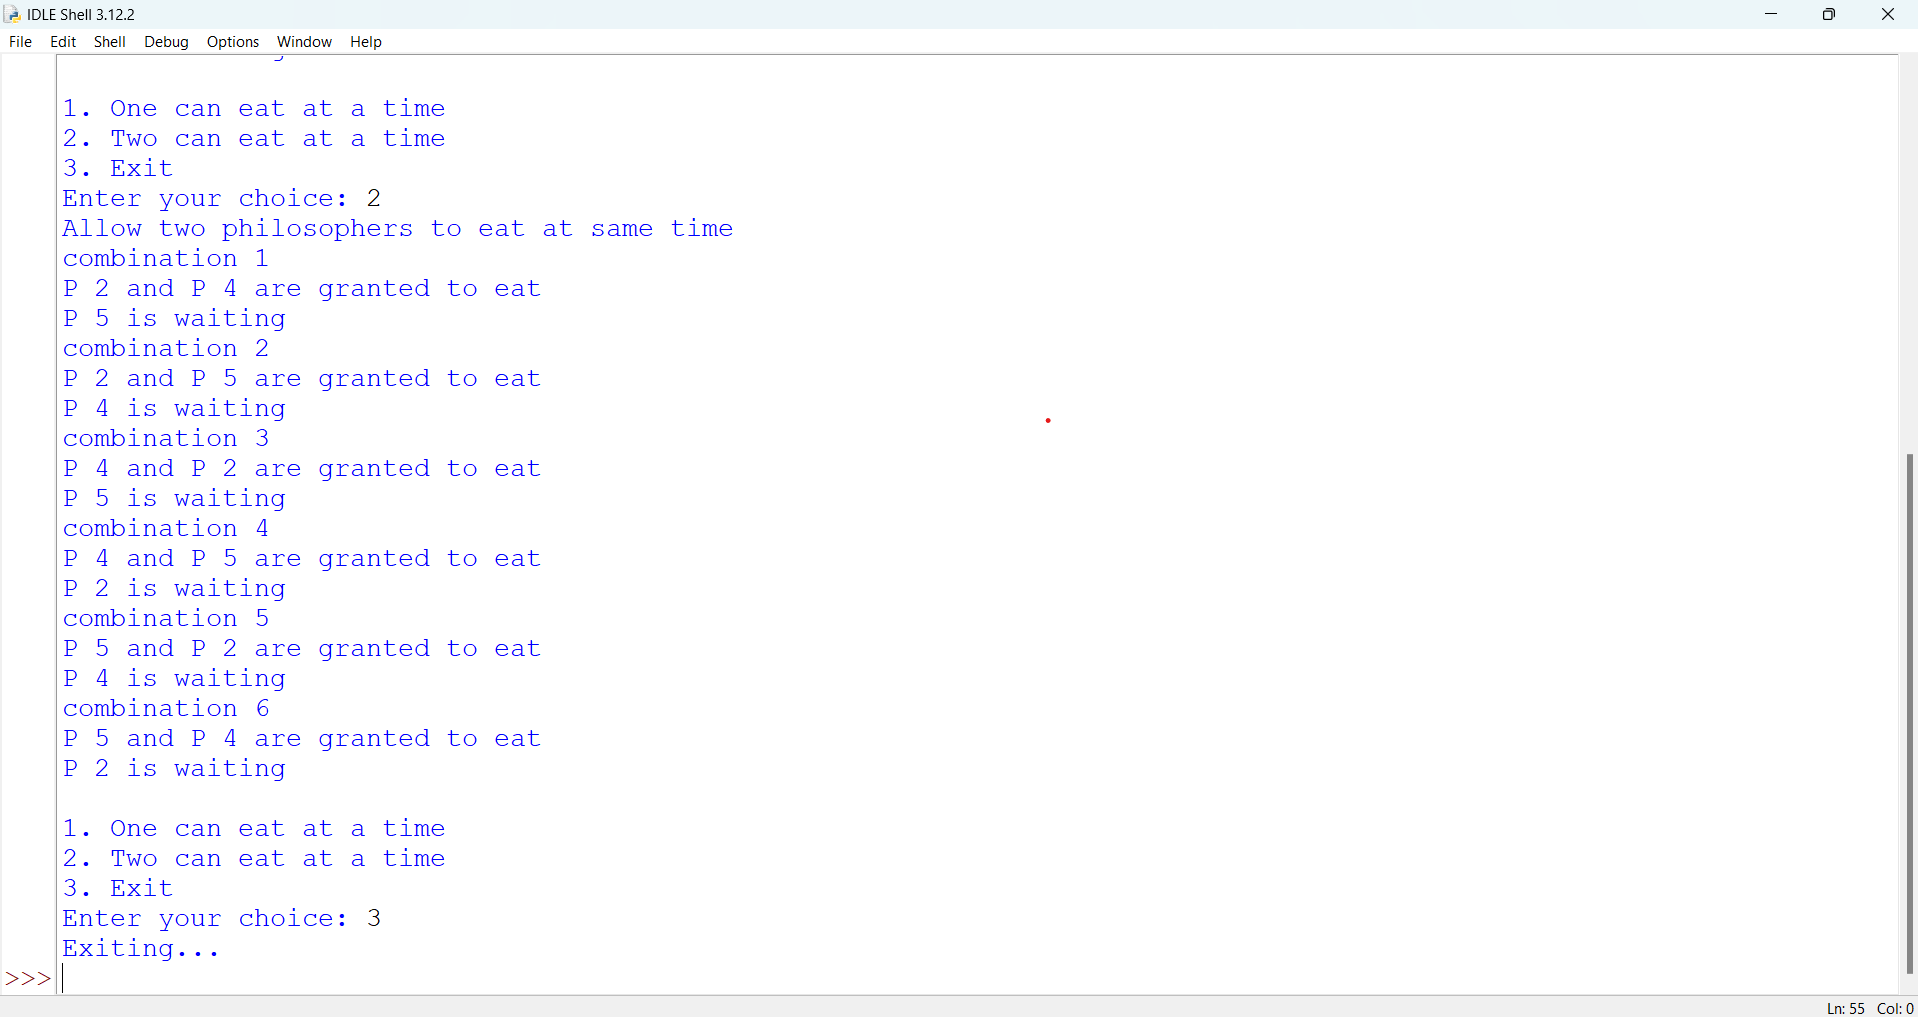 IDLE Shell 3.12.2
File Edit Shell Debug Options Window Help
1. One can eat at a time
2. Two can eat at a time
3. Exit
Enter your choice: 2
Allow two philosophers to eat at same time
combination 1
P 2 and P 4 are granted to eat
P 5 is waiting
combination 2
P 2 and P 5 are granted to eat
P 4 is waiting
combination 3
P 4 and P 2 are granted to eat
P 5 is waiting
combination 4
P 4 and P 5 are granted to eat
P 2 is waiting
combination 5
P 5 and P 2 are granted to eat
P 4 is waiting
combination 6
P 5 and P 4 are granted to eat
P 2 is waiting
1. One can eat at a time
2. Two can eat at a time
3. Exit
Enter your choice: 3
Exiting...
>>>
Ln: 55 Col: 0